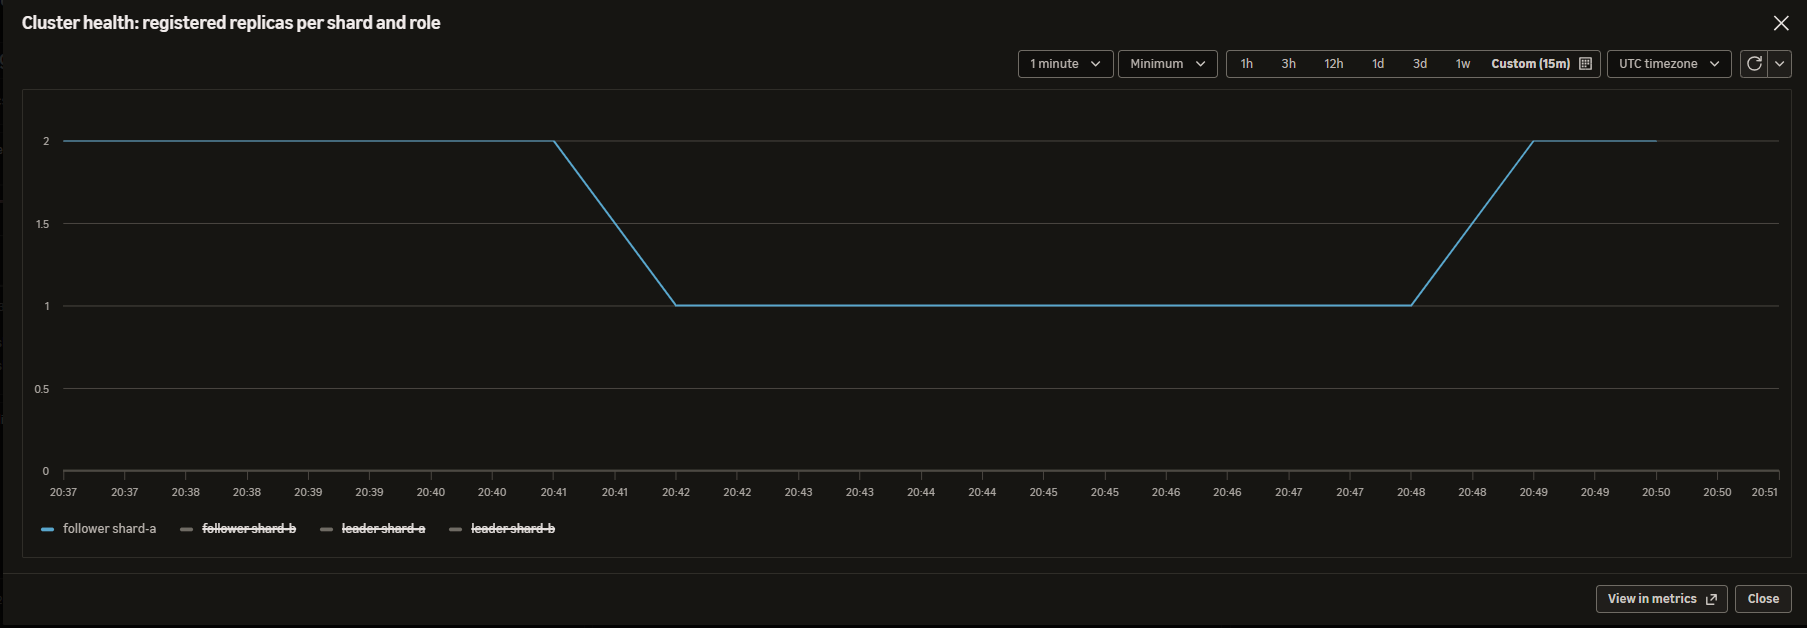 Cluster health: registered replicas per shard and role
1 minute Minimum 1h 3h 12h 1d 3d 1w Custom (15m) UTC timezone
2
1.5
1
0.5
0
20:37 20:37 20:38 20:38 20:39 20:39 20:40 20:40 20:41 20:41 20:42 20:42 20:43 20:43 20:44 20:44 20:45 20:45 20:46 20:46 20:47 20:47 20:48 20:48 20:49 20:49 20:50 20:50 20:51
follower shard-a follower shard-b leader shard-a leader shard-b
View in metrics Close